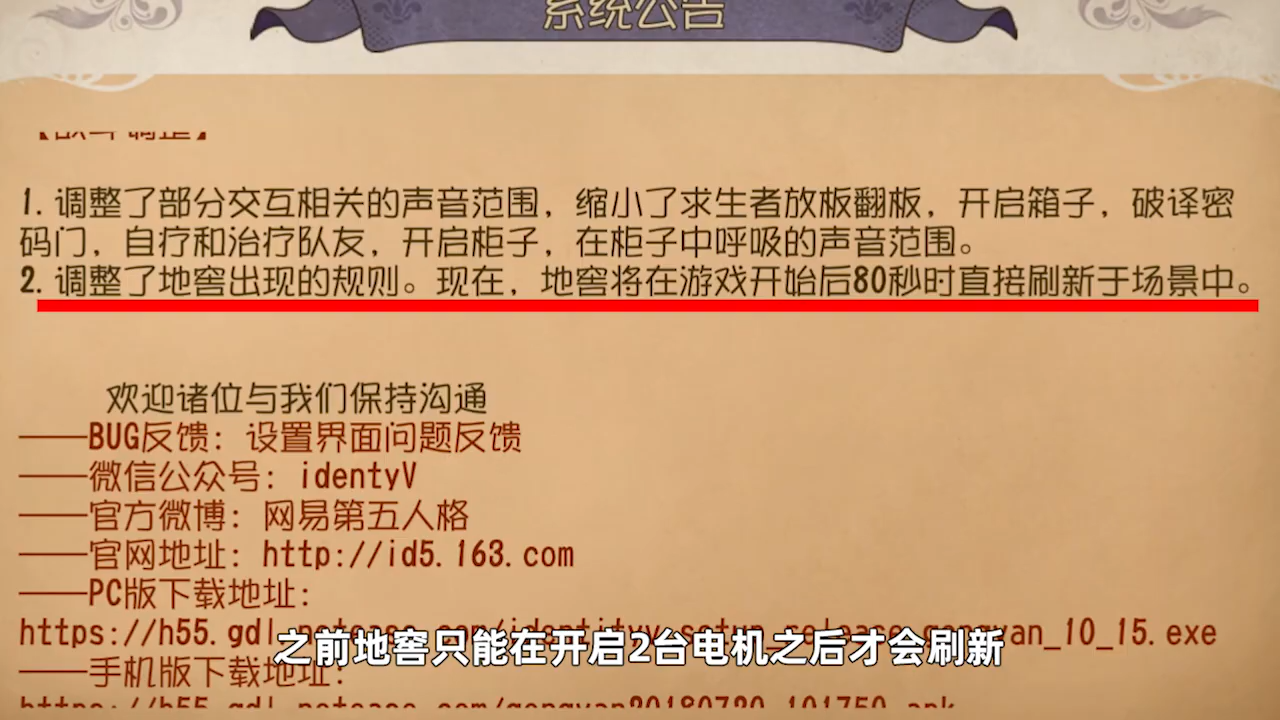 系统公告
1. 调整了部分交互相关的声音范围，缩小了求生者放板翻板，开启箱子，破译密
码门，自疗和治疗队友，开启柜子，在柜子中呼吸的声音范围。
2. 调整了地窖出现的规则。现在，地窖将在游戏开始后80秒时直接刷新于场景中。
欢迎诸位与我们保持沟通
——BUG反馈：设置界面问题反馈
——微信公众号：identyV
——官方微博：网易第五人格
——官网地址：http://id5.163.com
——PC版下载地址：
https://h55.gdl
gongyan_10_15.exe
之前地窖只能在开启2台电机之后才会刷新
——手机版下载地址：